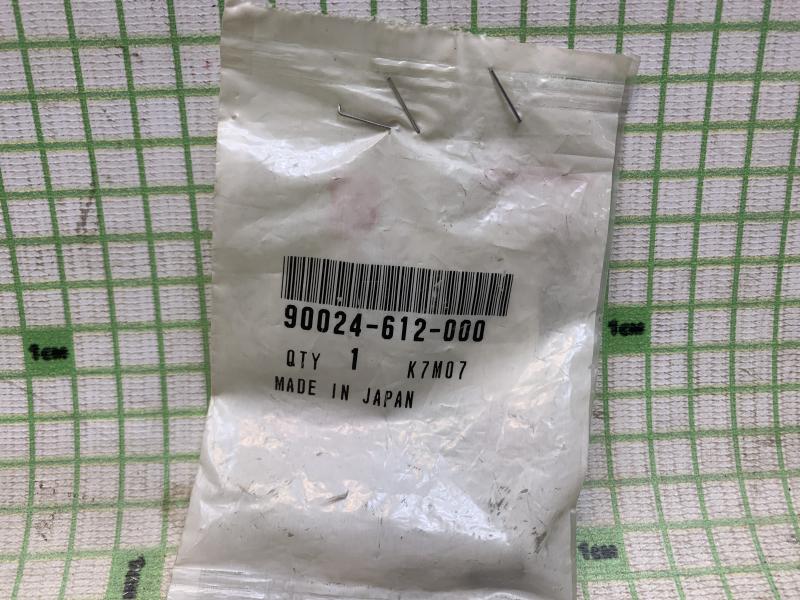 90024-612-000
QTY 1 K7M07
MADE IN JAPAN
1CM
1CM
1CM